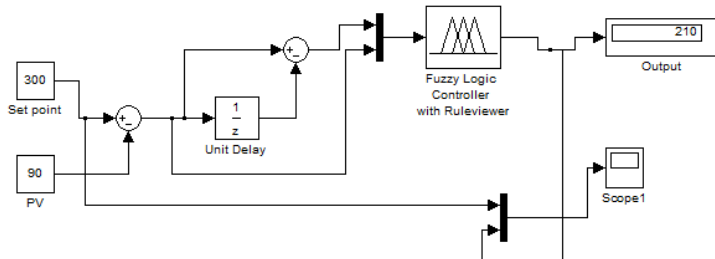 300
Set point
90
PV
+
-
1
z
Unit Delay
+
-
Fuzzy Logic
Controller
with Ruleviewer
210
Output
Scope1